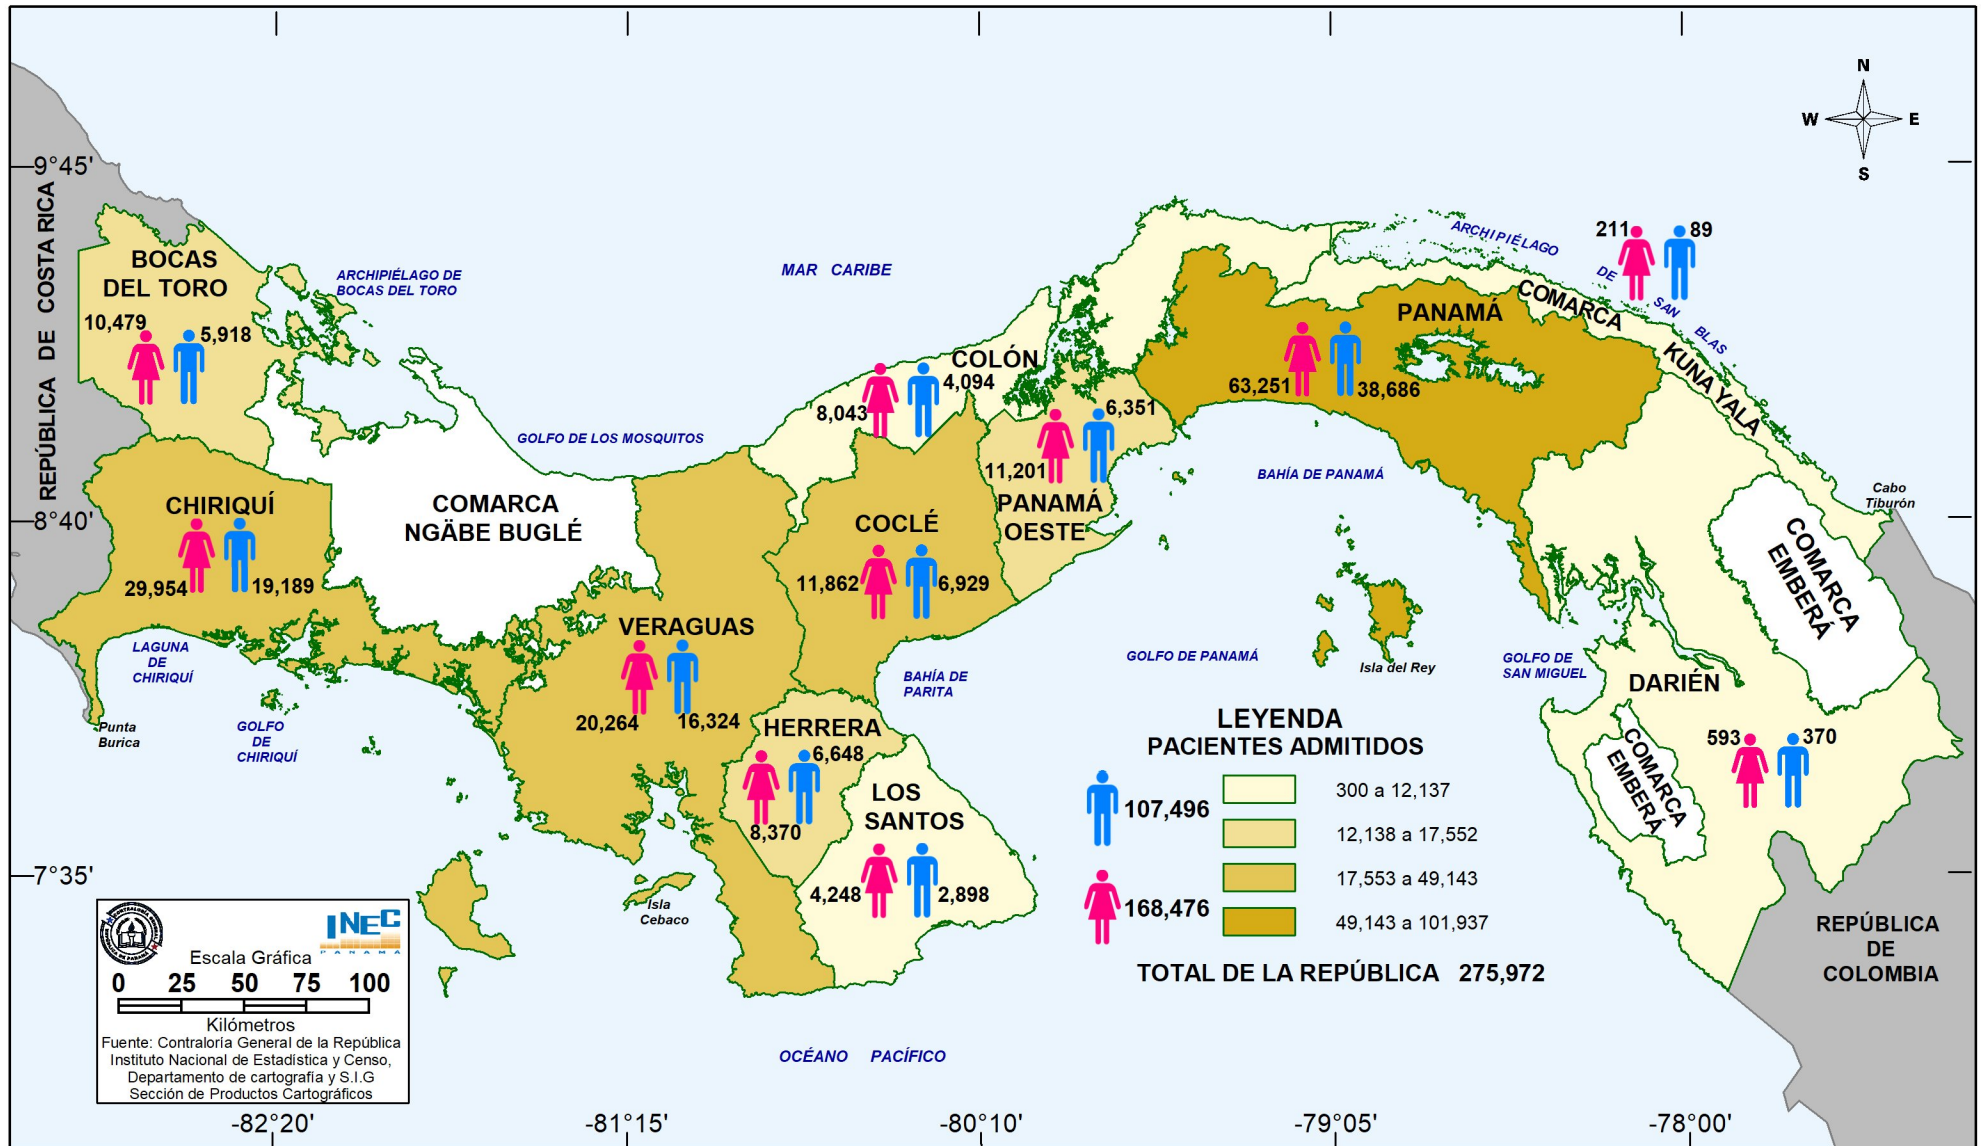 N
W
E
S
9°45'
8°40'
7°35'
REPÚBLICA DE COSTA RICA
BOCAS
DEL TORO
10,479
5,918
ARCHIPIÉLAGO DE
BOCAS DEL TORO
MAR CARIBE
ARCHIPIÉLAGO
DE
SAN
BLAS
211
89
COMARCA
KUNA YALA
PANAMÁ
63,251
38,686
COLÓN
8,043
4,094
6,351
11,201
PANAMÁ
OESTE
GOLFO DE LOS MOSQUITOS
BAHÍA DE PANAMÁ
Cabo
Tiburón
CHIRIQUÍ
29,954
19,189
COMARCA
NGÄBE BUGLÉ
COCLÉ
11,862
6,929
COMARCA
EMBERÁ
VERAGUAS
20,264
16,324
LAGUNA
DE
CHIRIQUÍ
BAHÍA DE
PARITA
GOLFO DE PANAMÁ
Isla del Rey
GOLFO DE
SAN MIGUEL
DARIÉN
593
370
COMARCA
EMBERÁ
Punta
Burica
GOLFO
DE
CHIRIQUÍ
HERRERA
6,648
8,370
LOS
SANTOS
4,248
2,898
Isla
Cebaco
LEYENDA
PACIENTES ADMITIDOS
107,496
168,476
300 a 12,137
12,138 a 17,552
17,553 a 49,143
49,143 a 101,937
TOTAL DE LA REPÚBLICA 275,972
REPÚBLICA
DE
COLOMBIA
OCÉANO PACÍFICO
INEC
PANAMÁ
Escala Gráfica
0 25 50 75 100
Kilómetros
Fuente: Contraloría General de la República
Instituto Nacional de Estadística y Censo,
Departamento de cartografía y S.I.G
Sección de Productos Cartográficos
-82°20'
-81°15'
-80°10'
-79°05'
-78°00'